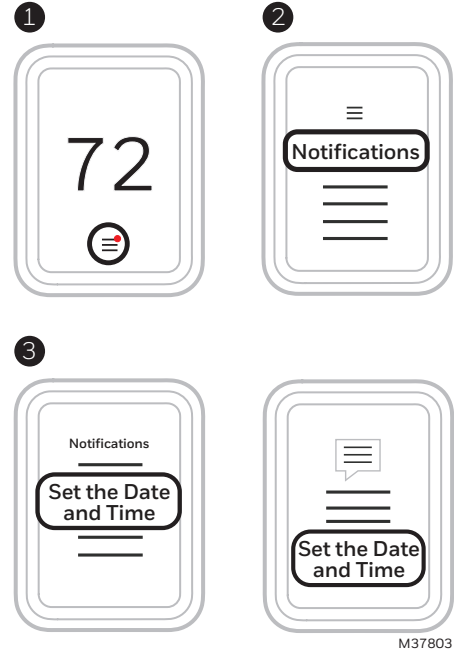 1
2
72
Notifications
3
Notifications
Set the Date
and Time
Set the Date
and Time
M37803